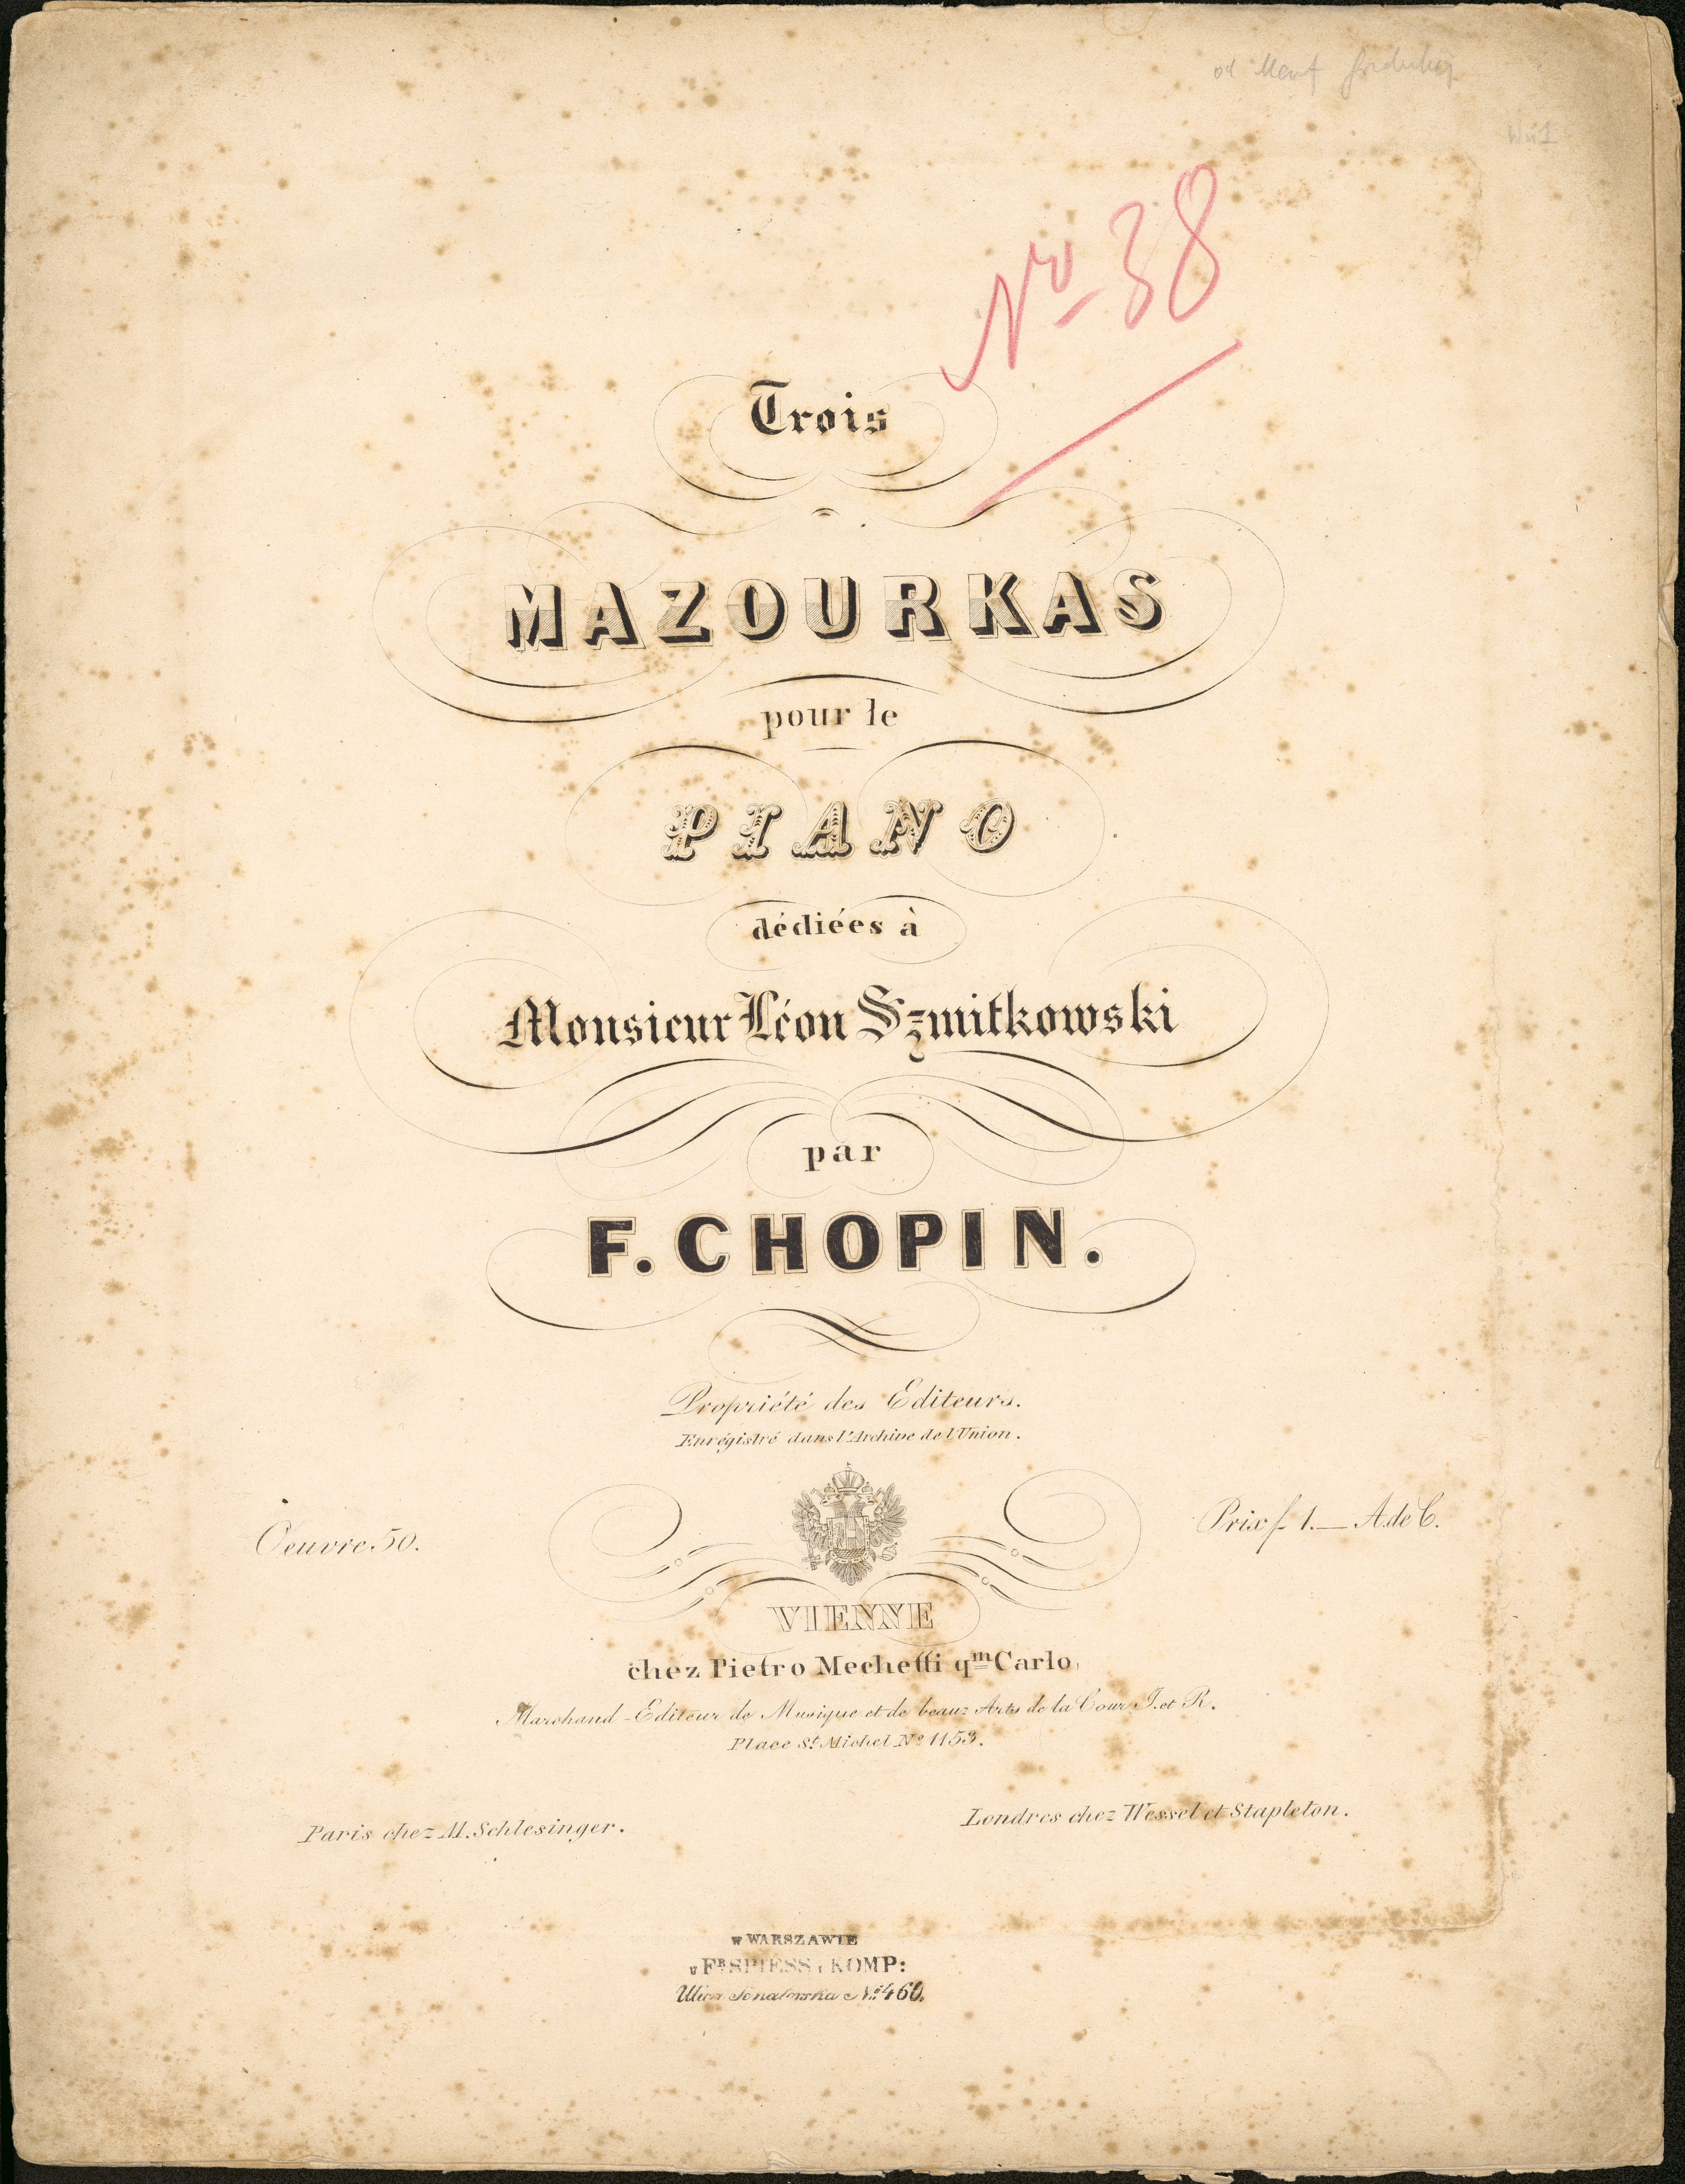 No 38
Trois
MAZOURKAS
pour le
PIANO
dédiées à
Monsieur Léon Szmitkowski
par
F. CHOPIN.
Propriété des Editeurs.
Enrégistré dans l'Archive de l'Union.
Oeuvre 50.
Prix f 1.— A. de C.
VIENNE
chez Pietro Mechetti qm Carlo,
Marchand-Editeur de Musique et de beaux Arts de la Cour I. et R.
Place St. Michel No 1153.
Paris chez M. Schlesinger.
Londres chez Wessel et Stapleton.
w WARSZAWIE
u FR SPIESS i KOMP:
Ulica Senatorska No 460.